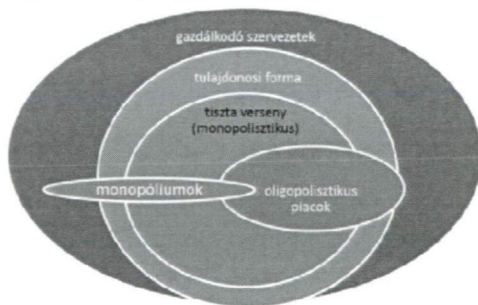 gazdálkodó szervezetek
tulajdonosi forma
tiszta verseny
(monopolisztikus)
monopóliumok
oligopolisztikus
piacok